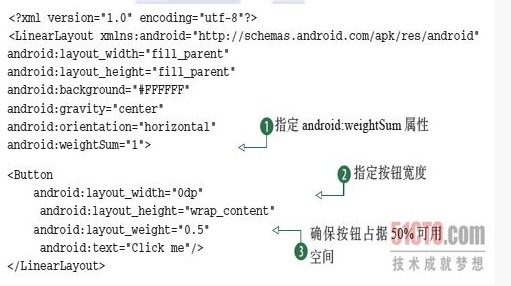 <?xml version="1.0" encoding="utf-8"?>
<LinearLayout xmlns:android="http://schemas.android.com/apk/res/android"
android:layout_width="fill_parent"
android:layout_height="fill_parent"
android:background="#FFFFFF"
android:gravity="center"
android:orientation="horizontal"
android:weightSum="1">
1 指定 android:weightSum 属性
<Button
android:layout_width="0dp"
2 指定按钮宽度
android:layout_height="wrap_content"
android:layout_weight="0.5"
android:text="Click me"/>
3 确保按钮占据 50% 可用
空间
</LinearLayout>
51CTO.com
技术成就梦想